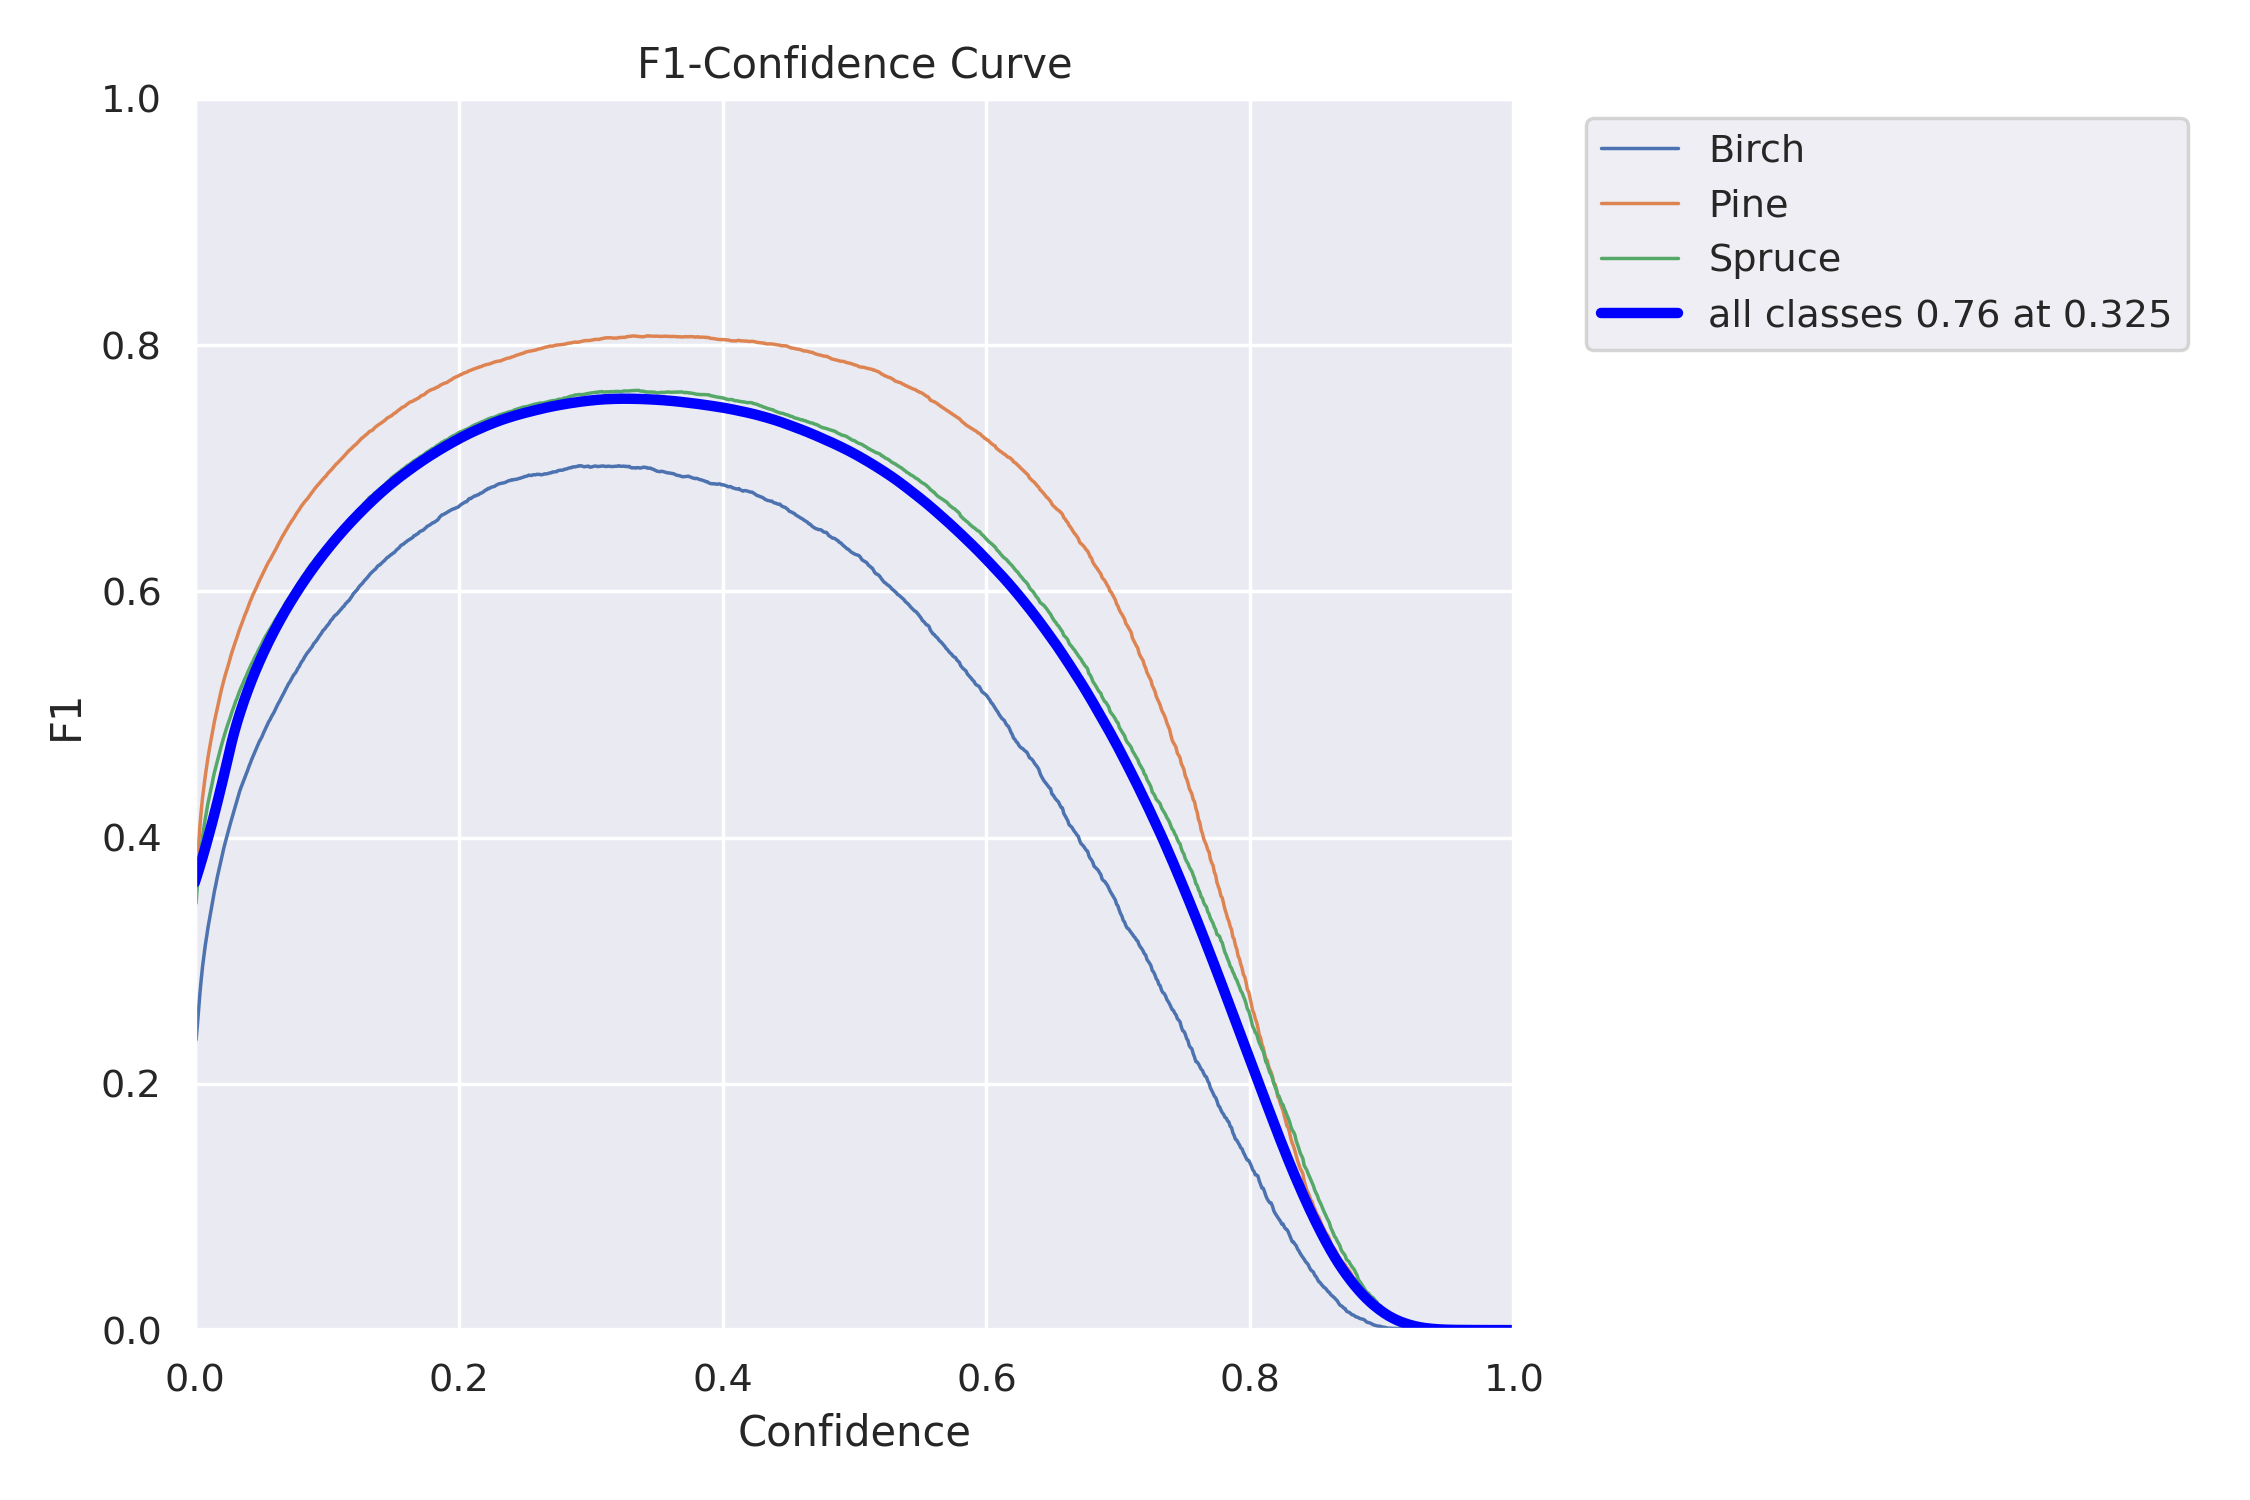 F1-Confidence Curve
1.0
0.8
0.6
0.4
0.2
0.0
F1
0.0 0.2 0.4 0.6 0.8 1.0
Confidence
Birch
Pine
Spruce
all classes 0.76 at 0.325